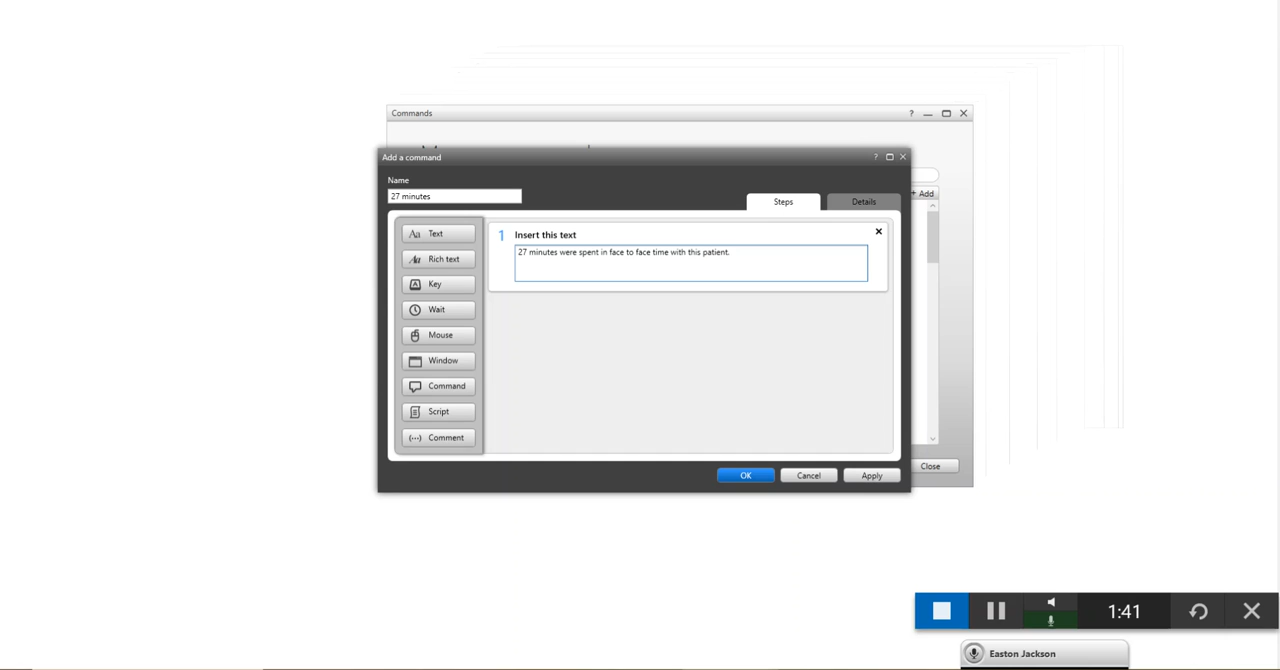 Commands
?
Add a command
?
Name
27 minutes
Steps
Details
+ Add
Aa Text
1 Insert this text
27 minutes were spent in face to face time with this patient.
Aa Rich text
A Key
Wait
Mouse
Window
Command
Script
(···) Comment
Close
OK
Cancel
Apply
1:41
Easton Jackson